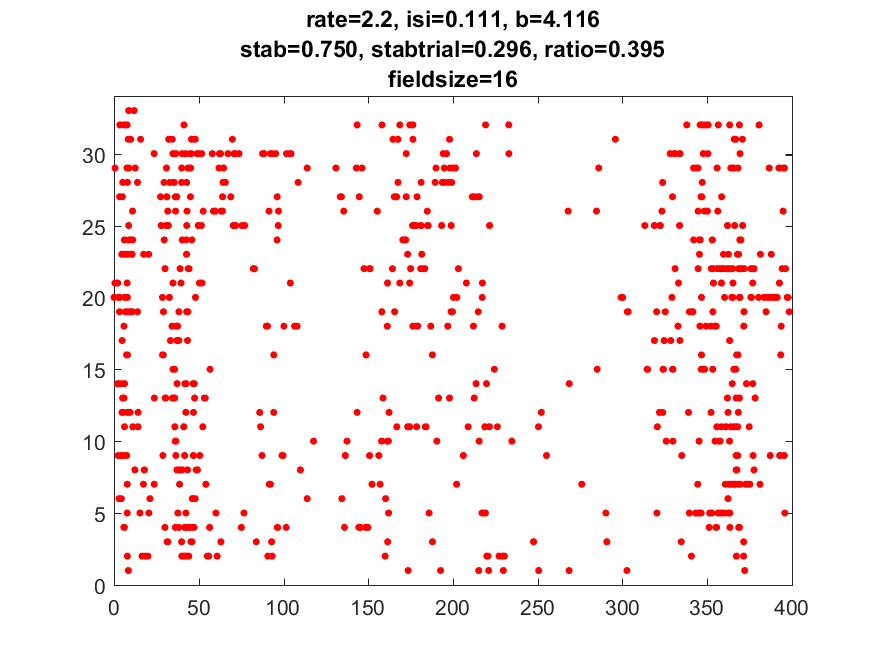 rate=2.2, isi=0.111, b=4.116
stab=0.750, stabtrial=0.296, ratio=0.395
fieldsize=16
30
25
20
15
10
5
0
0 50 100 150 200 250 300 350 400